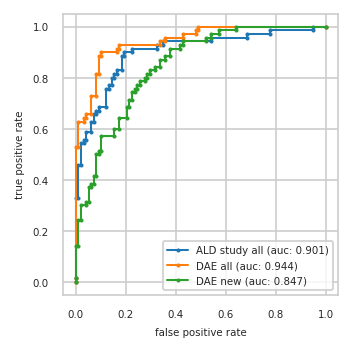 1.0
0.8
0.6
0.4
0.2
0.0
true positive rate
ALD study all (auc: 0.901)
DAE all (auc: 0.944)
DAE new (auc: 0.847)
0.0 0.2 0.4 0.6 0.8 1.0
false positive rate